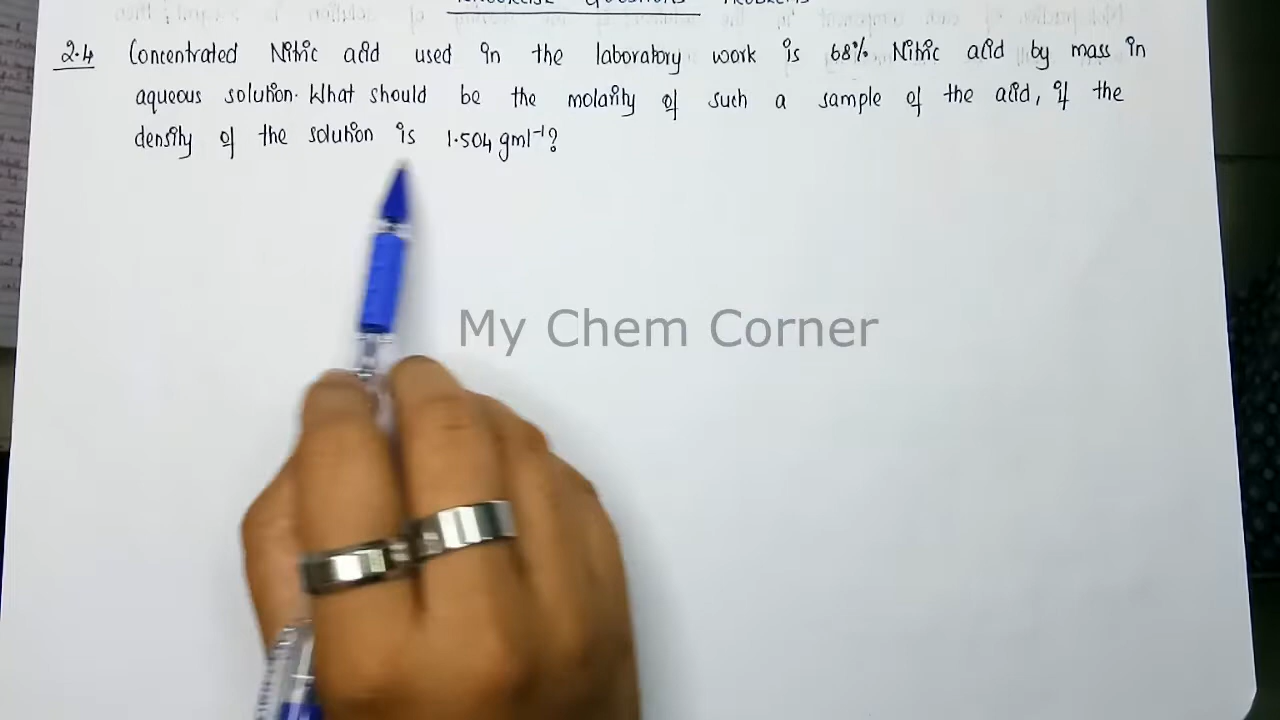 2.4 Concentrated Nitric acid used in the laboratory work is 68% Nitric acid by mass in
aqueous solution. What should be the molarity of such a sample of the acid, if the
density of the solution is 1.504 gml⁻¹?
My Chem Corner